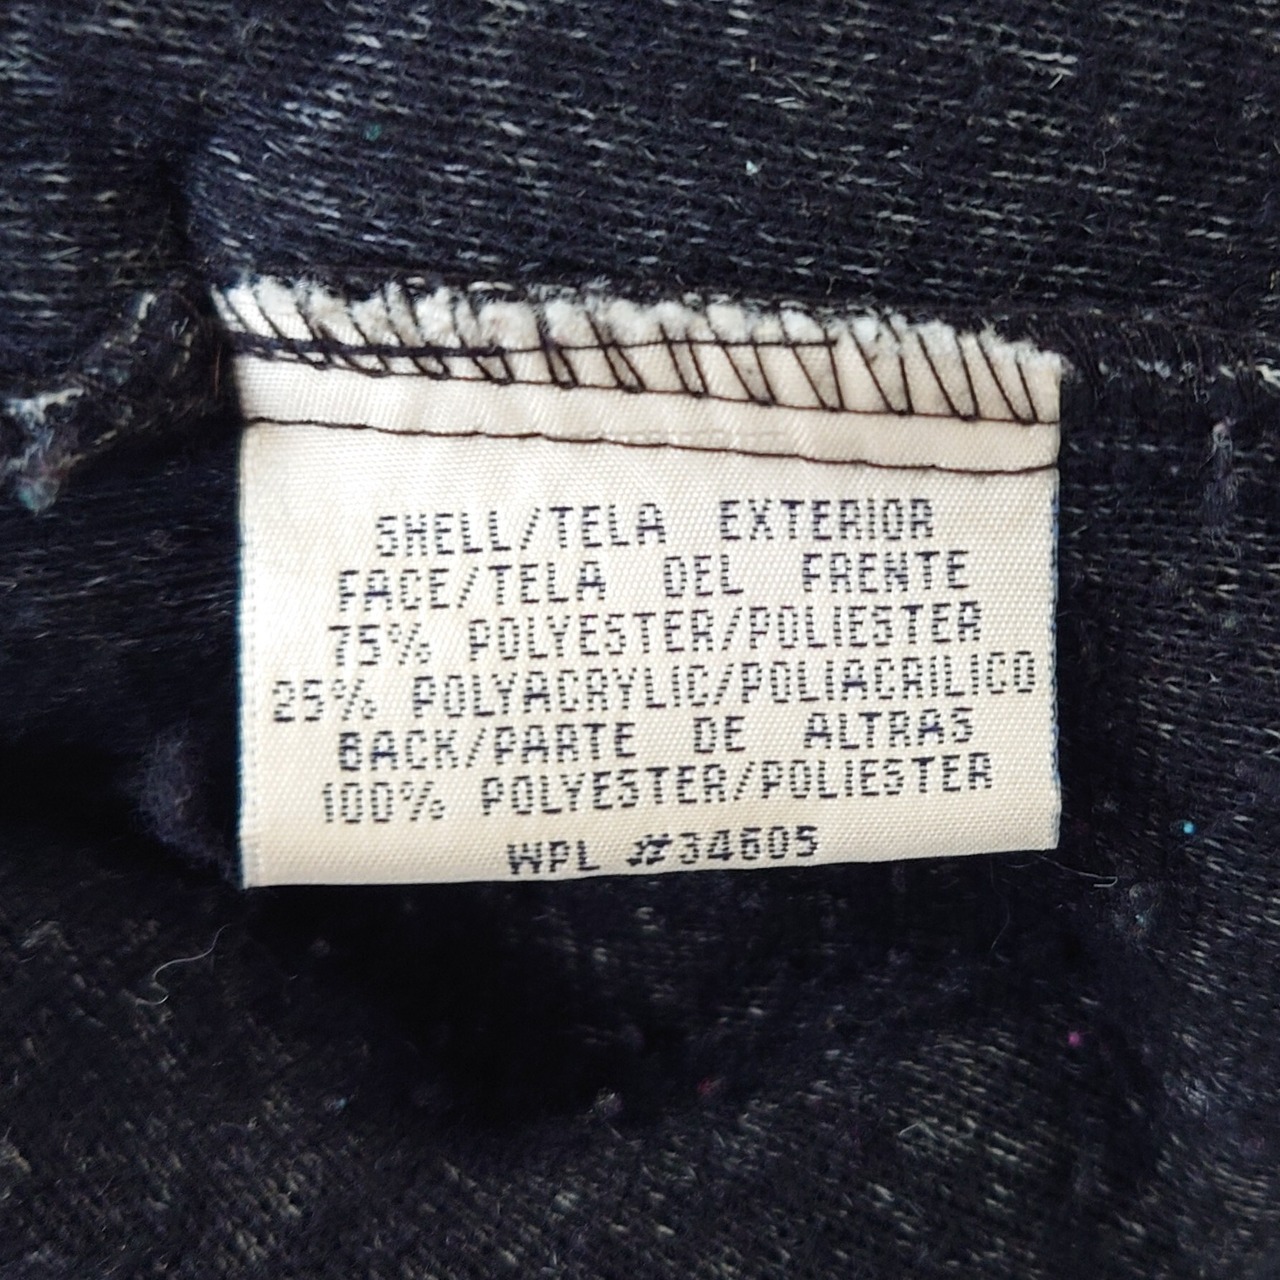 SHELL/TELA EXTERIOR
FACE/TELA DEL FRENTE
75% POLYESTER/POLIESTER
25% POLYACRYLIC/POLIACRILICO
BACK/PARTE DE ALTRAS
100% POLYESTER/POLIESTER
WPL #34605